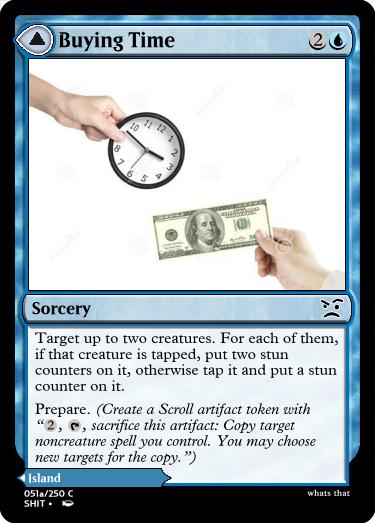 Buying Time
2
Sorcery
Target up to two creatures. For each of them,
if that creature is tapped, put two stun
counters on it, otherwise tap it and put a stun
counter on it.
Prepare. (Create a Scroll artifact token with
“2, , sacrifice this artifact: Copy target
noncreature spell you control. You may choose
new targets for the copy.”)
Island
051a/250 C
SHIT •
whats that